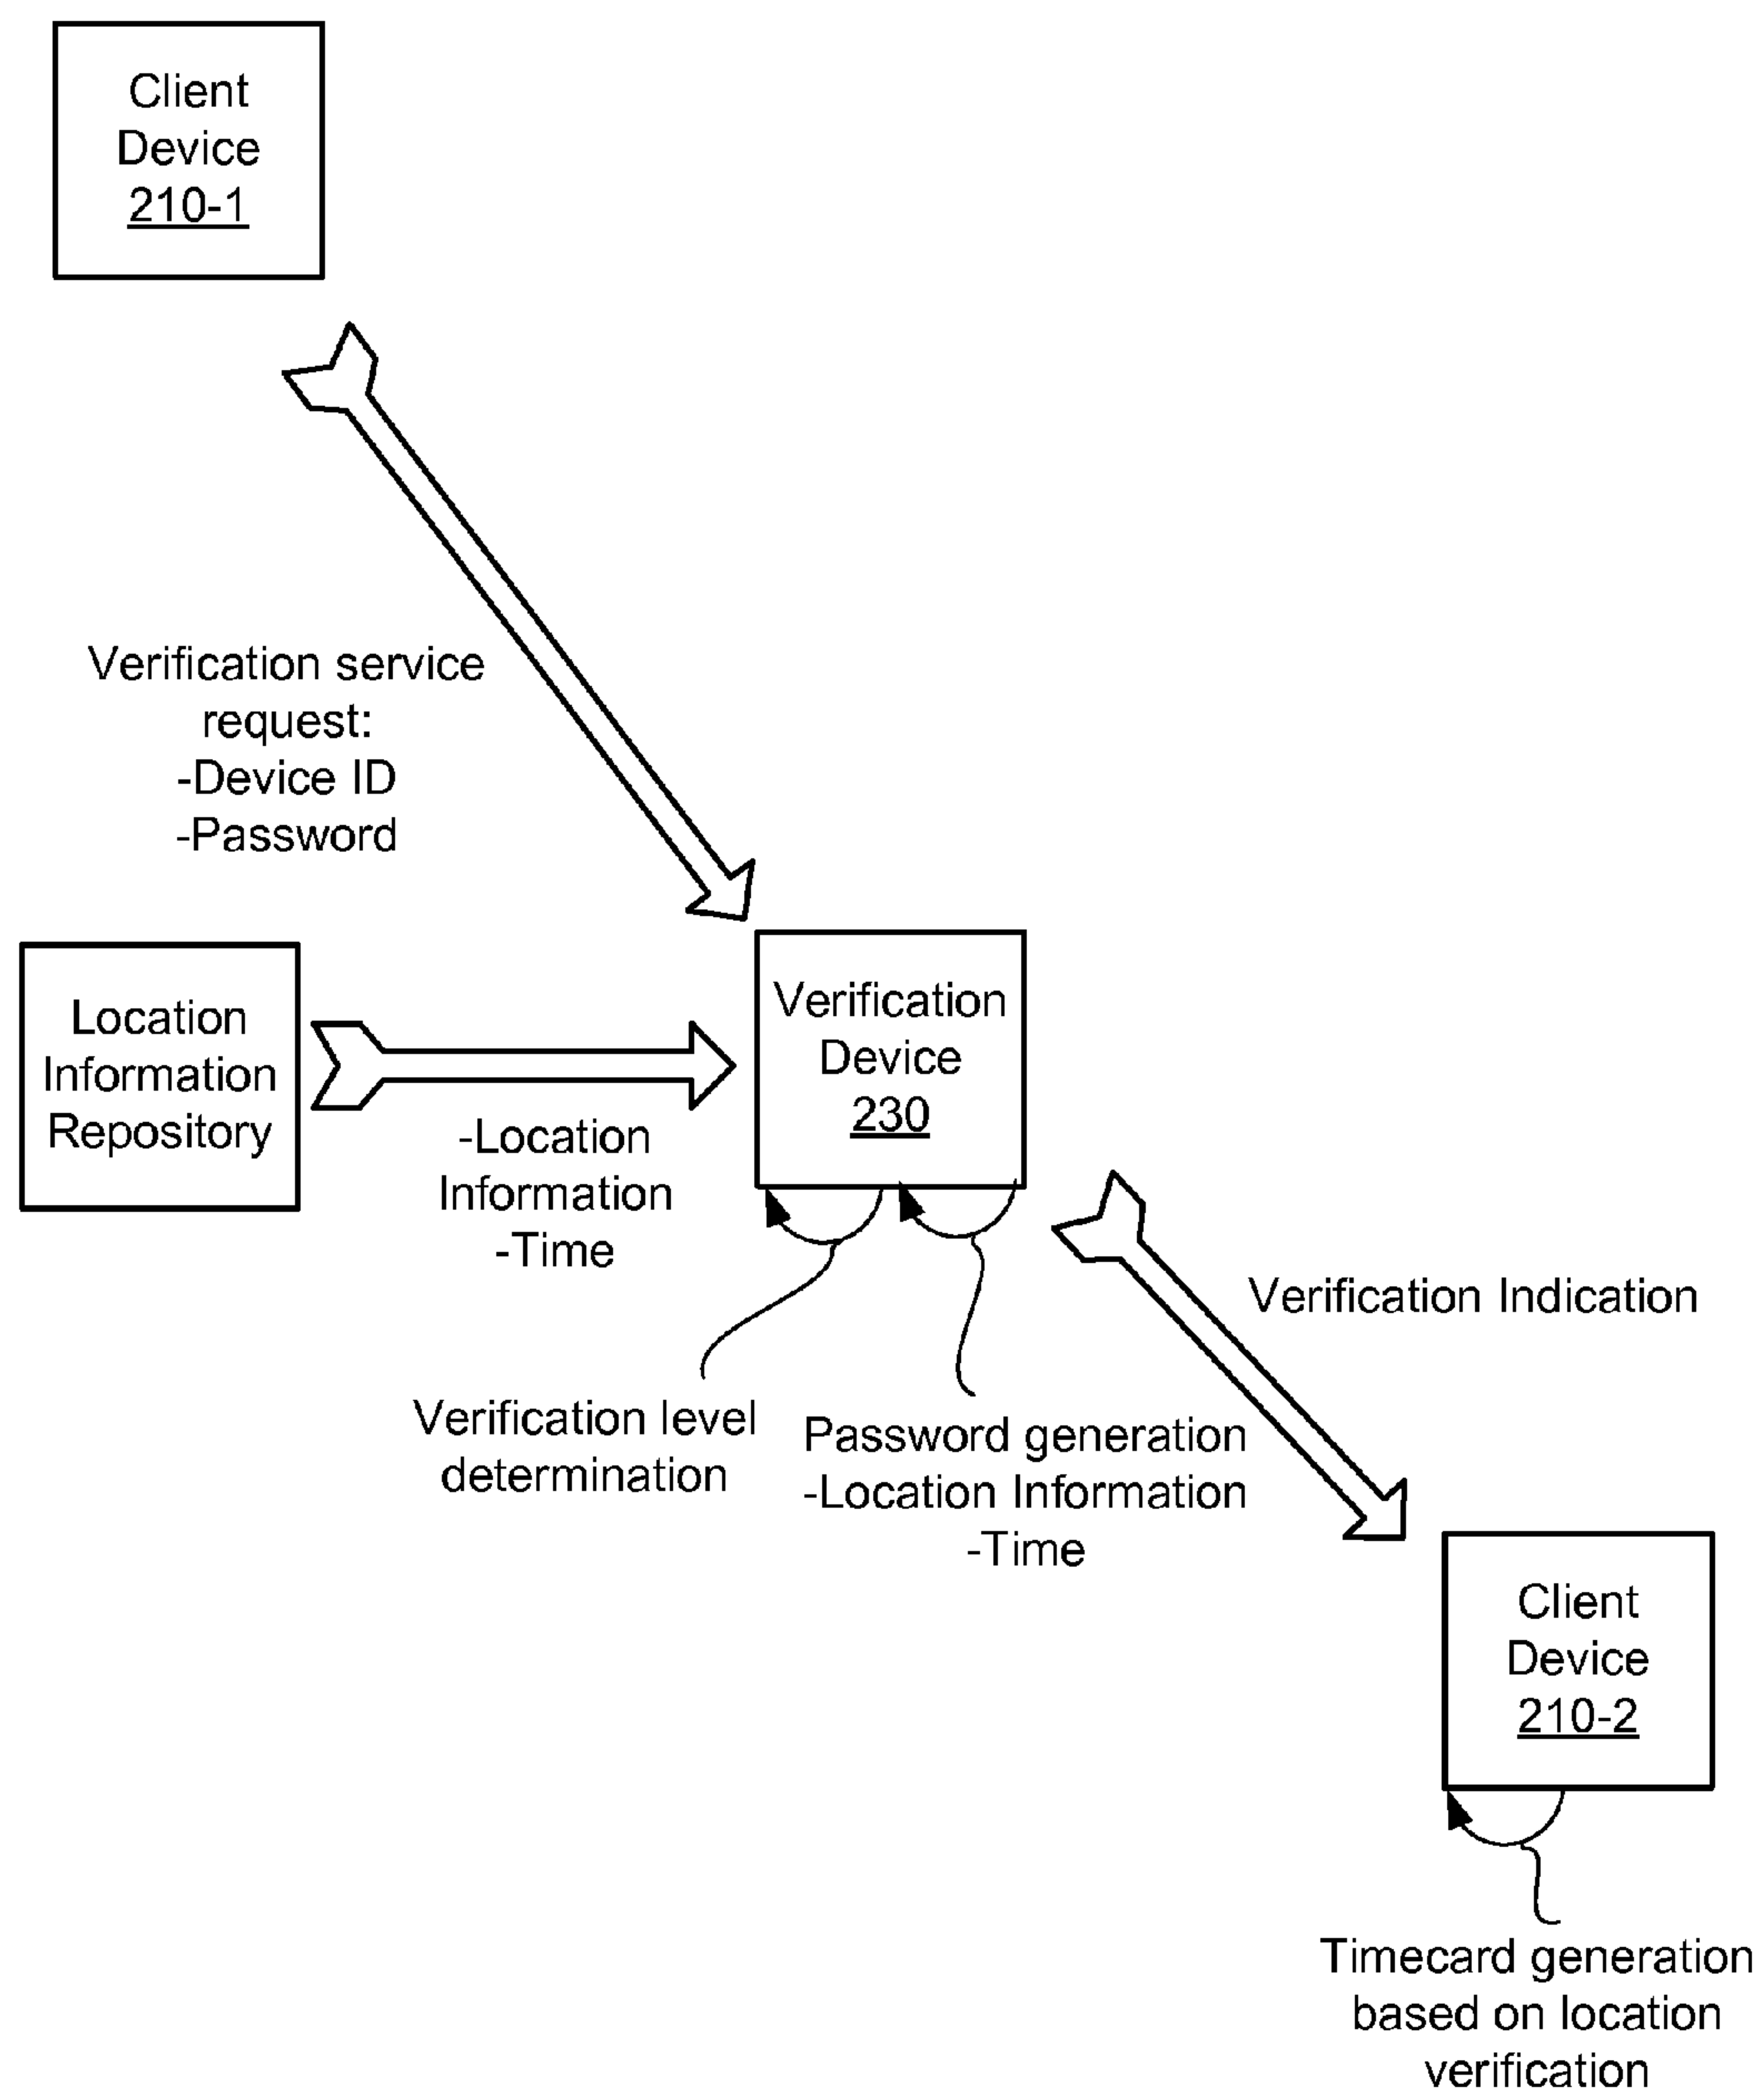 Client
Device
210-1
Verification service
request:
-Device ID
-Password
Location
Information
Repository
-Location
Information
-Time
Verification
Device
230
Verification Indication
Verification level
determination
Password generation
-Location Information
-Time
Client
Device
210-2
Timecard generation
based on location
verification